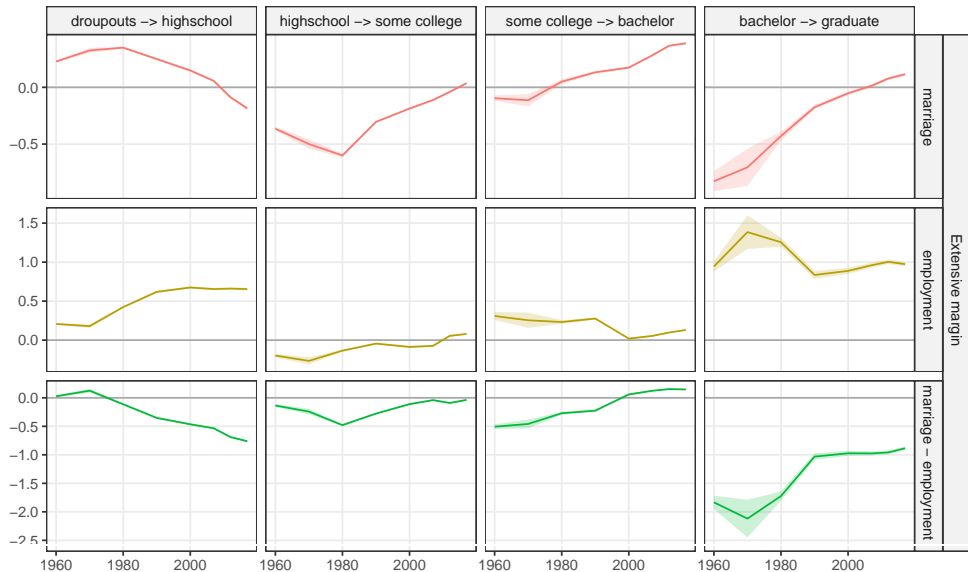 droupouts -> highschool
highschool -> some college
some college -> bachelor
bachelor -> graduate
0.0
−0.5
marriage
1.5
1.0
0.5
0.0
employment
Extensive margin
0.0
−0.5
−1.0
−1.5
−2.0
−2.5
marriage − employment
1960 1980 2000
1960 1980 2000
1960 1980 2000
1960 1980 2000